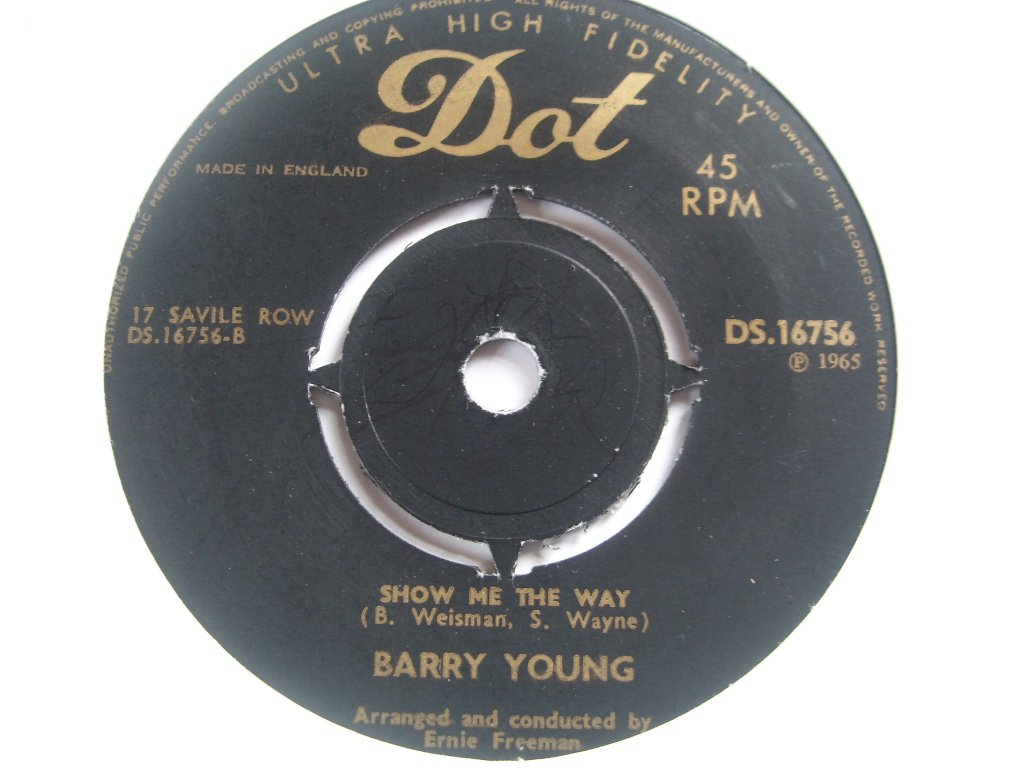 UNAUTHORIZED PUBLIC PERFORMANCE, BROADCASTING AND COPYING PROHIBITED ALL RIGHTS OF THE MANUFACTURERS AND OWNER OF THE RECORDED WORK RESERVED
ULTRA HIGH FIDELITY
Dot
MADE IN ENGLAND
45
RPM
17 SAVILE ROW
DS.16756-B
DS.16756
℗ 1965
SHOW ME THE WAY
(B. Weisman, S. Wayne)
BARRY YOUNG
Arranged and conducted by
Ernie Freeman